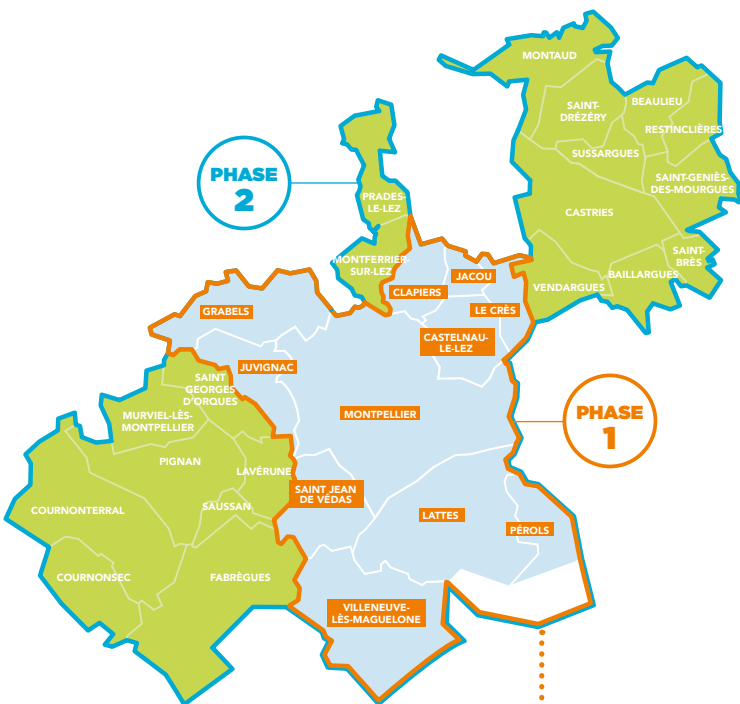 MONTAUD
SAINT-
DRÉZÉRY
BEAULIEU
RESTINCLIÈRES
SUSSARGUES
SAINT-GENIÈS-
DES-MOURGUES
CASTRIES
SAINT-
BRÈS
BAILLARGUES
VENDARGUES
PHASE
2
PRADES-
LE-LEZ
MONTFERRIER-
SUR-LEZ
JACOU
CLAPIERS
LE CRÈS
CASTELNAU-
LE-LEZ
GRABELS
JUVIGNAC
SAINT
GEORGES
D'ORQUES
MURVIEL-LÈS-
MONTPELLIER
MONTPELLIER
PHASE
1
PIGNAN
LAVÉRUNE
SAINT JEAN
DE VÉDAS
COURNONTERRAL
SAUSSAN
LATTES
PÉROLS
COURNONSEC
FABRÈGUES
VILLENEUVE-
LÈS-MAGUELONE